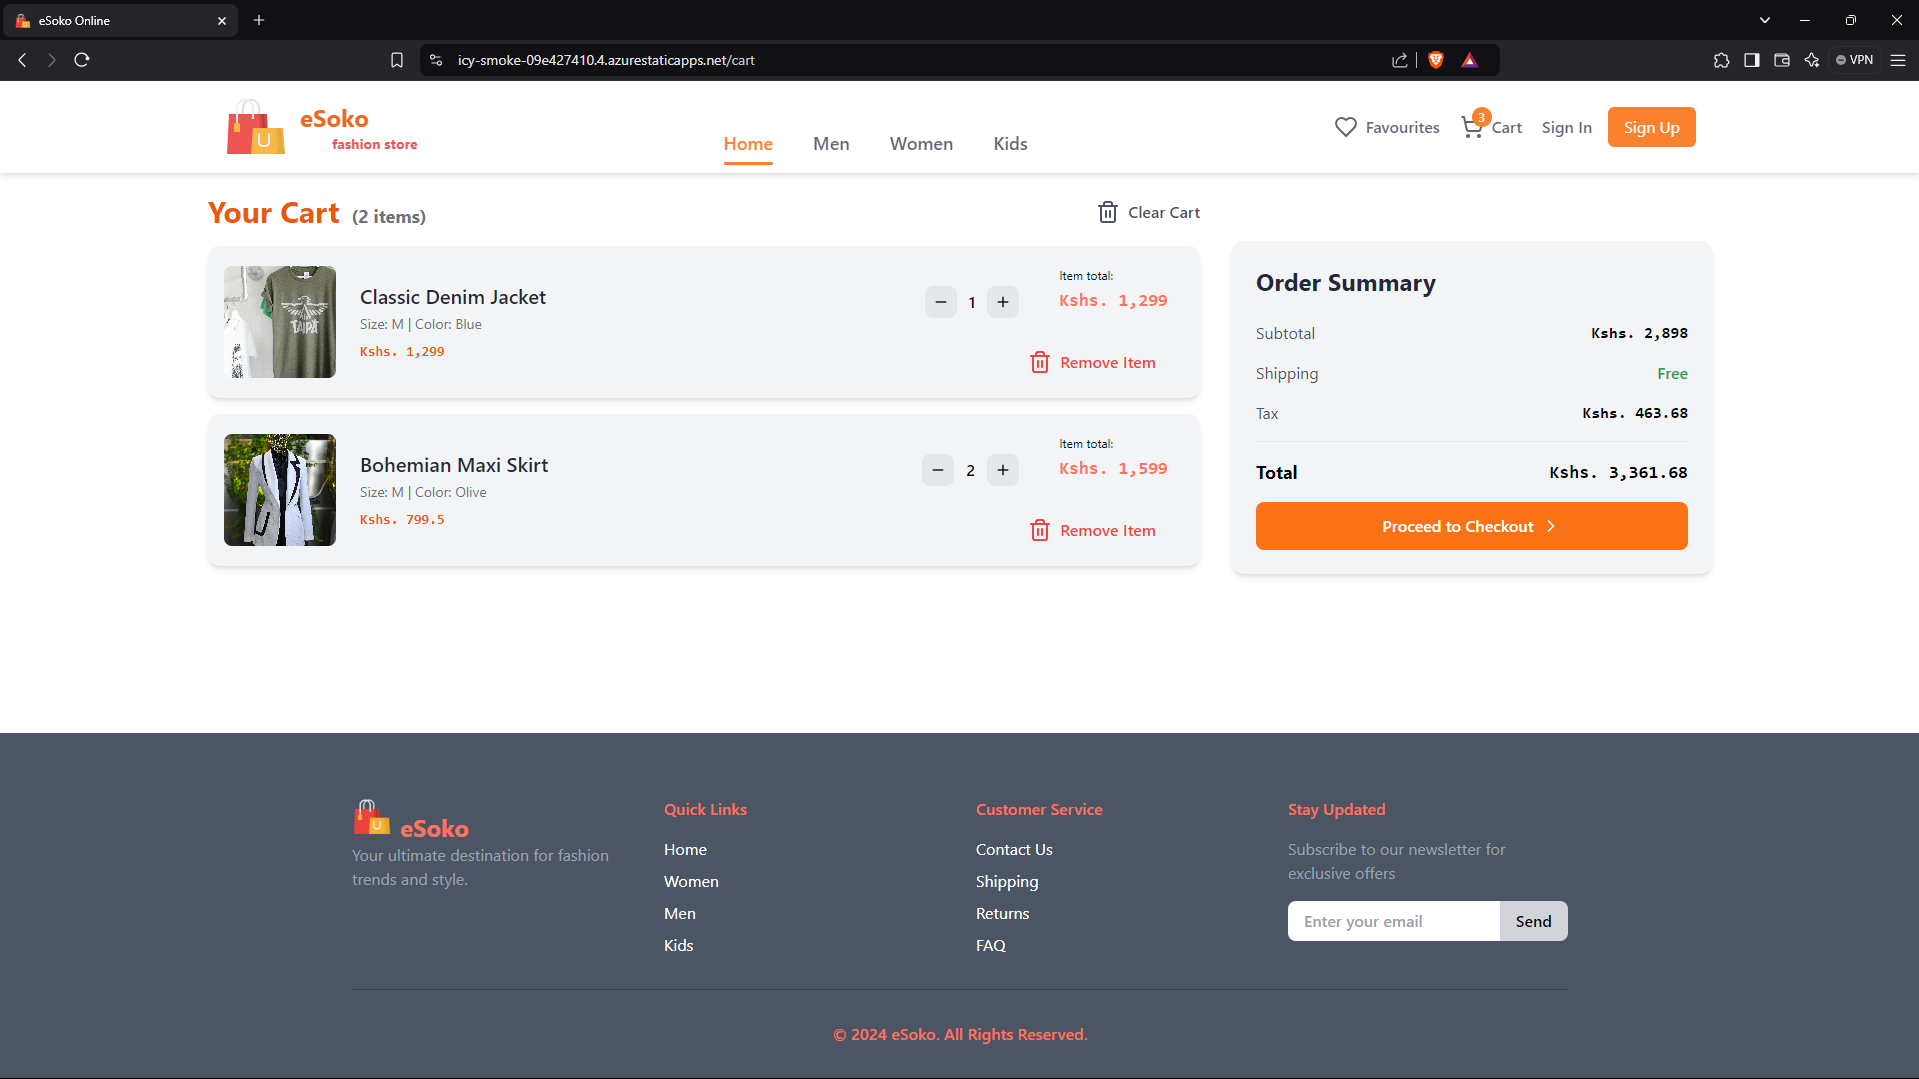 eSoko Online
icy-smoke-09e427410.4.azurestaticapps.net/cart
VPN
eSoko
fashion store
Home
Men
Women
Kids
Favourites
3
Cart
Sign In
Sign Up
Your Cart (2 items)
Clear Cart
Classic Denim Jacket
Size: M | Color: Blue
Kshs. 1,299
1
Item total:
Kshs. 1,299
Remove Item
Bohemian Maxi Skirt
Size: M | Color: Olive
Kshs. 799.5
2
Item total:
Kshs. 1,599
Remove Item
Order Summary
Subtotal Kshs. 2,898
Shipping Free
Tax Kshs. 463.68
Total Kshs. 3,361.68
Proceed to Checkout
U
eSoko
Your ultimate destination for fashion
trends and style.
Quick Links
Home
Women
Men
Kids
Customer Service
Contact Us
Shipping
Returns
FAQ
Stay Updated
Subscribe to our newsletter for
exclusive offers
Enter your email
Send
© 2024 eSoko. All Rights Reserved.